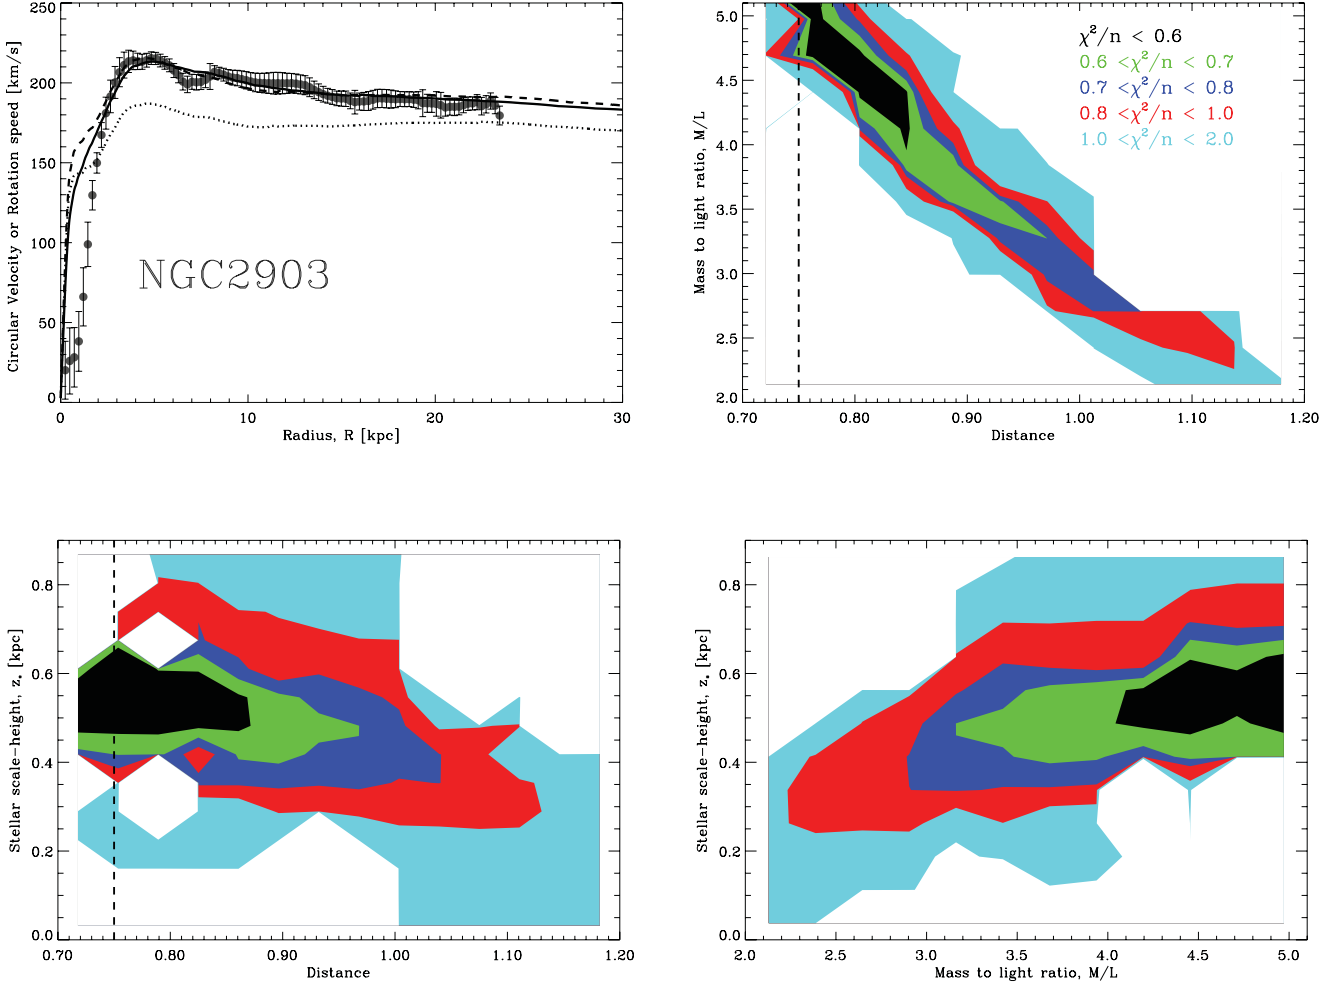 250
200
150
100
50
0
Circular Velocity or Rotation speed [km/s]
NGC2903
0 10 20 30
Radius, R [kpc]
5.0
4.5
4.0
3.5
3.0
2.5
2.0
Mass to light ratio, M/L
χ²/n < 0.6
0.6 <χ²/n < 0.7
0.7 <χ²/n < 0.8
0.8 <χ²/n < 1.0
1.0 <χ²/n < 2.0
0.70 0.80 0.90 1.00 1.10 1.20
Distance
0.8
0.6
0.4
0.2
0.0
Stellar scale-height, z* [kpc]
0.70 0.80 0.90 1.00 1.10 1.20
Distance
0.8
0.6
0.4
0.2
0.0
Stellar scale-height, z* [kpc]
2.0 2.5 3.0 3.5 4.0 4.5 5.0
Mass to light ratio, M/L